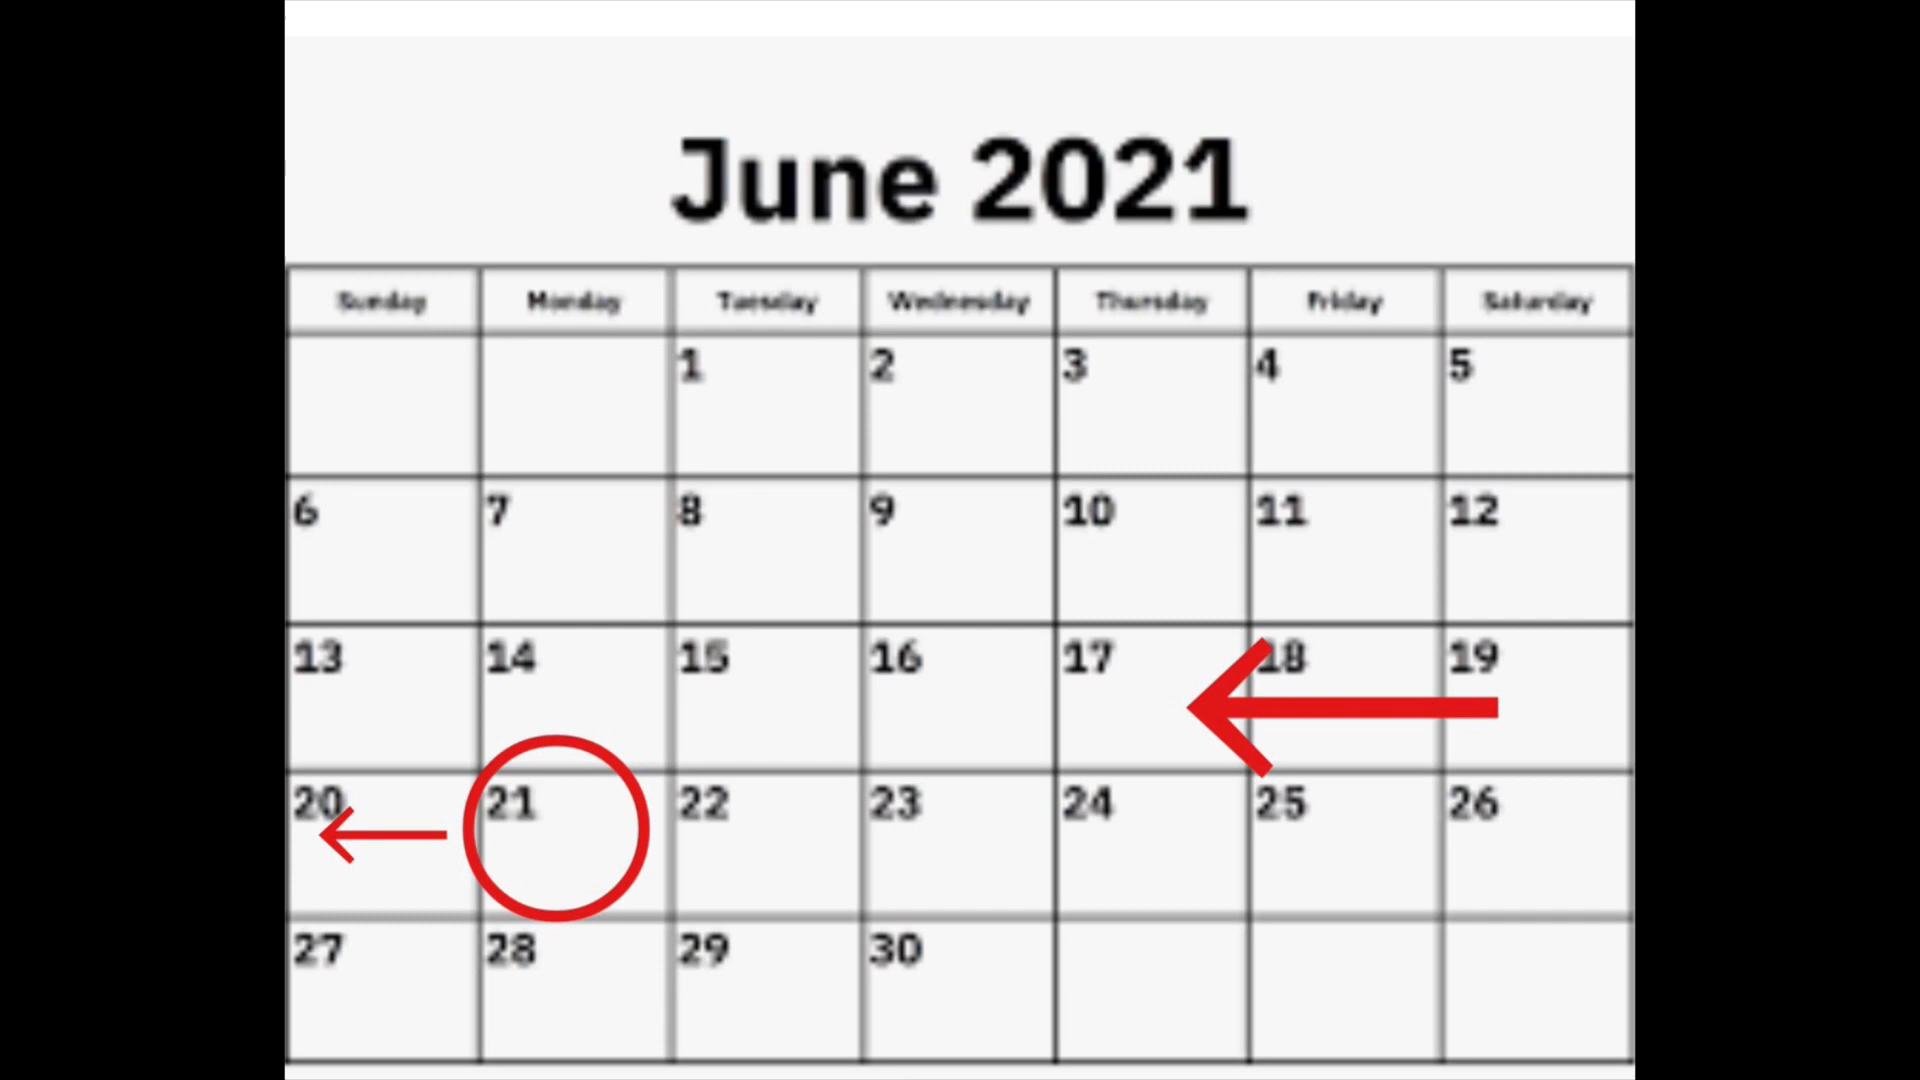 June 2021
Sunday Monday Tuesday Wednesday Thursday Friday Saturday
1 2 3 4 5
6 7 8 9 10 11 12
13 14 15 16 17 18 19
20 21 22 23 24 25 26
27 28 29 30